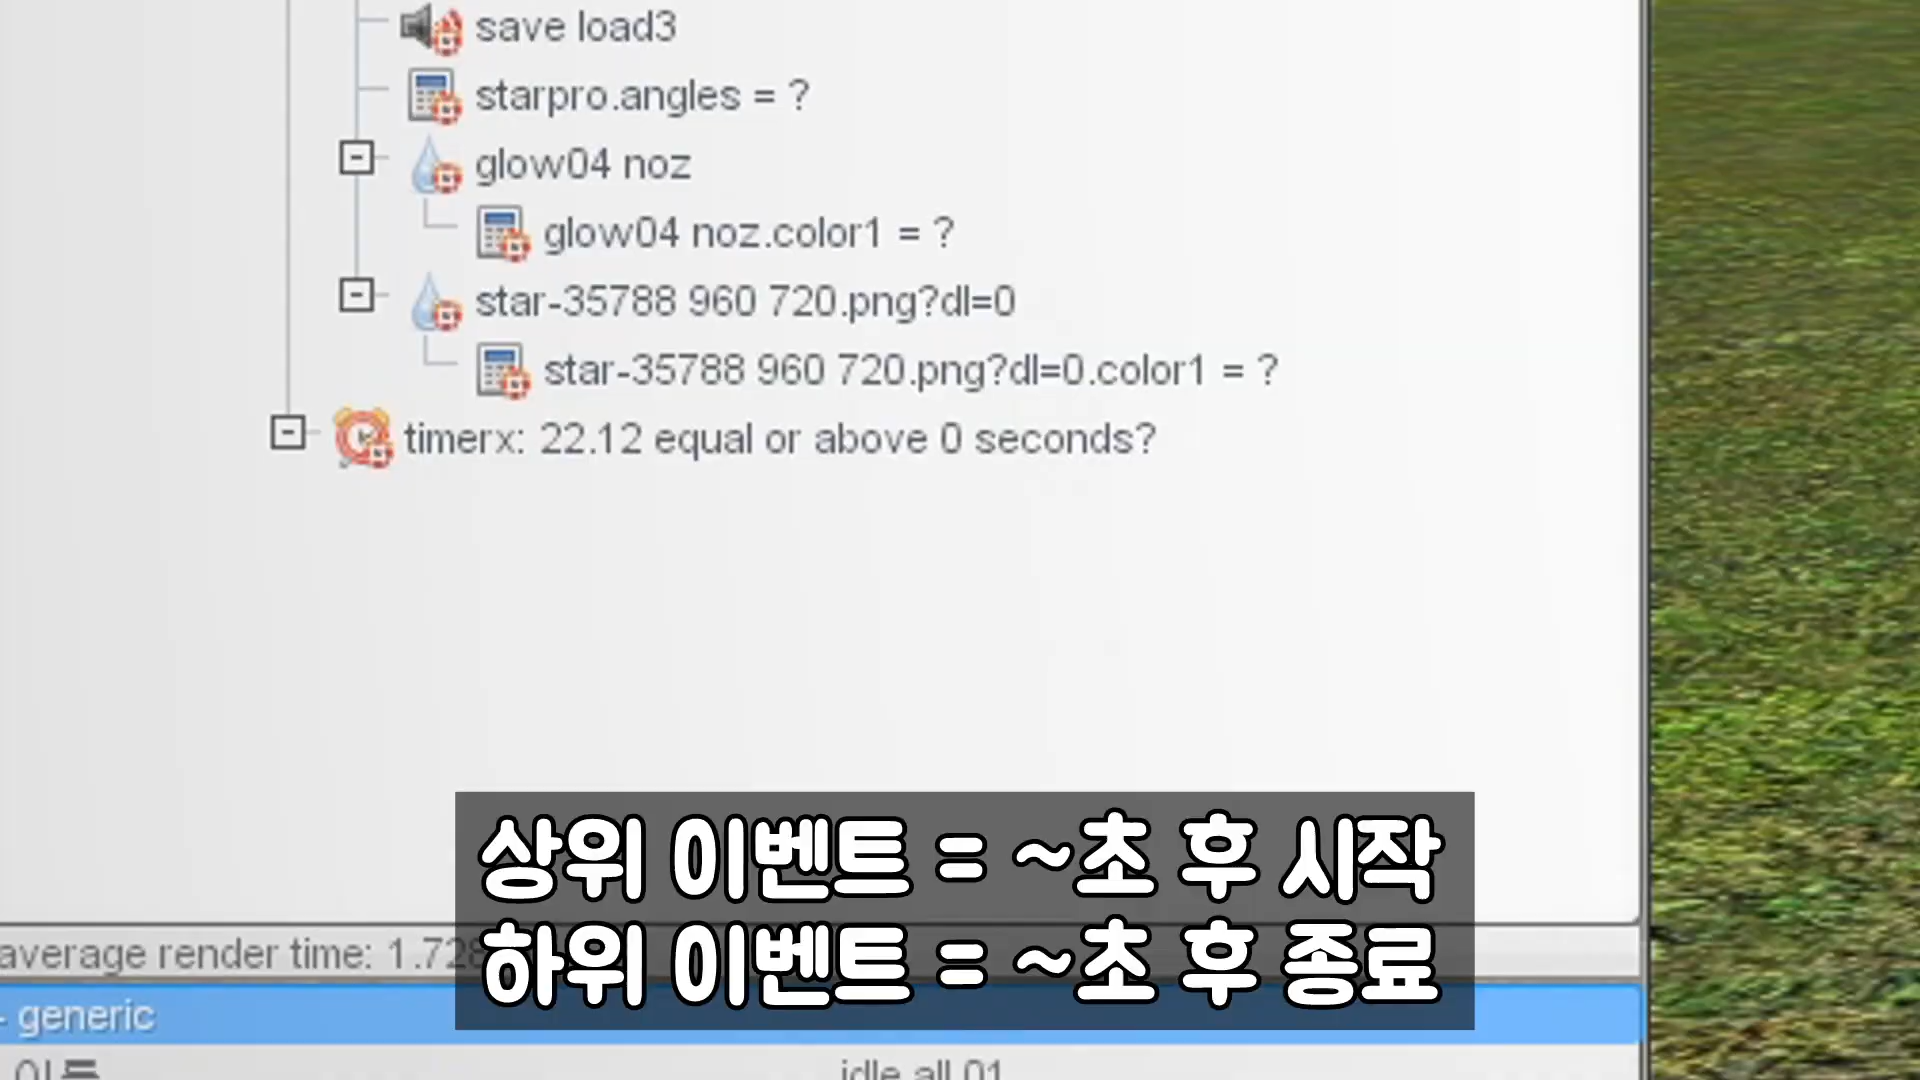 save load3
starpro.angles = ?
glow04 noz
glow04 noz.color1 = ?
star-35788 960 720.png?dl=0
star-35788 960 720.png?dl=0.color1 = ?
timerx: 22.12 equal or above 0 seconds?
상위 이벤트 = ~초 후 시작
하위 이벤트 = ~초 후 종료
average render time: 1.728
- generic
이름 idle all 01